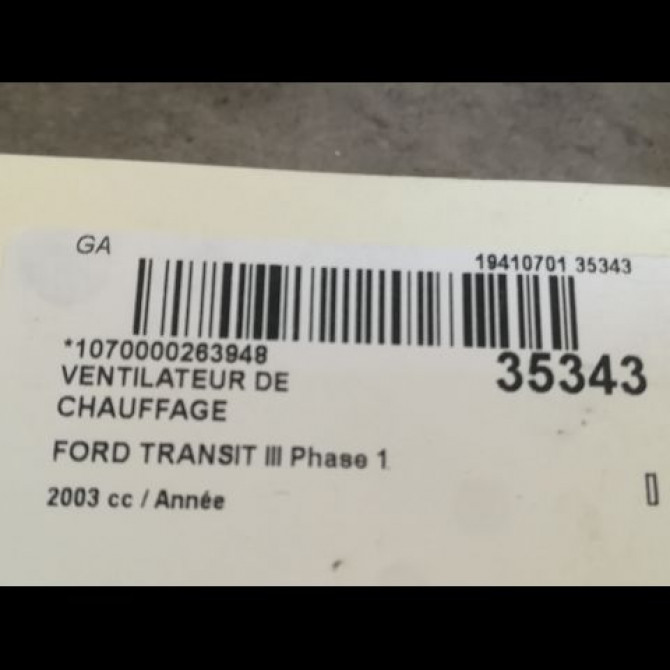 GA
19410701 35343
*1070000263948
35343
VENTILATEUR DE
CHAUFFAGE
FORD TRANSIT III Phase 1
2003 cc / Année